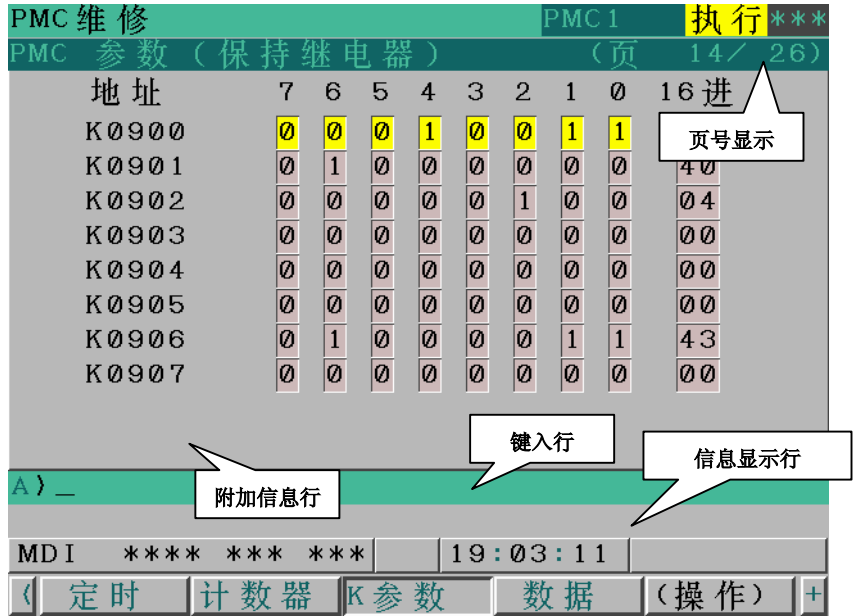 PMC维修 PMC1 执行***
PMC 参数（保持继电器） （页 14/ 26）
地址 7 6 5 4 3 2 1 0 16进
K0900 0 0 0 1 0 0 1 1
页号显示
K0901 0 1 0 0 0 0 0 0 40
K0902 0 0 0 0 0 1 0 0 04
K0903 0 0 0 0 0 0 0 0 00
K0904 0 0 0 0 0 0 0 0 00
K0905 0 0 0 0 0 0 0 0 00
K0906 0 1 0 0 0 0 1 1 43
K0907 0 0 0 0 0 0 0 0 00
键入行
信息显示行
附加信息行
A)_
MDI **** *** *** 19:03:11
( 定时 计数器 K参数 数据 (操作) +